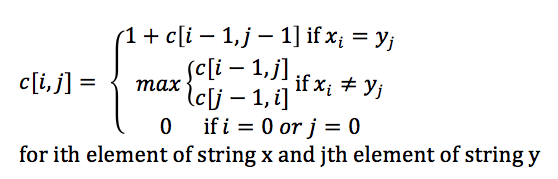 1 + c[i − 1, j − 1] if xᵢ = yⱼ
c[i, j] = max { c[i − 1, j] if xᵢ ≠ yⱼ
c[j − 1, i]
0 if i = 0 or j = 0
for ith element of string x and jth element of string y